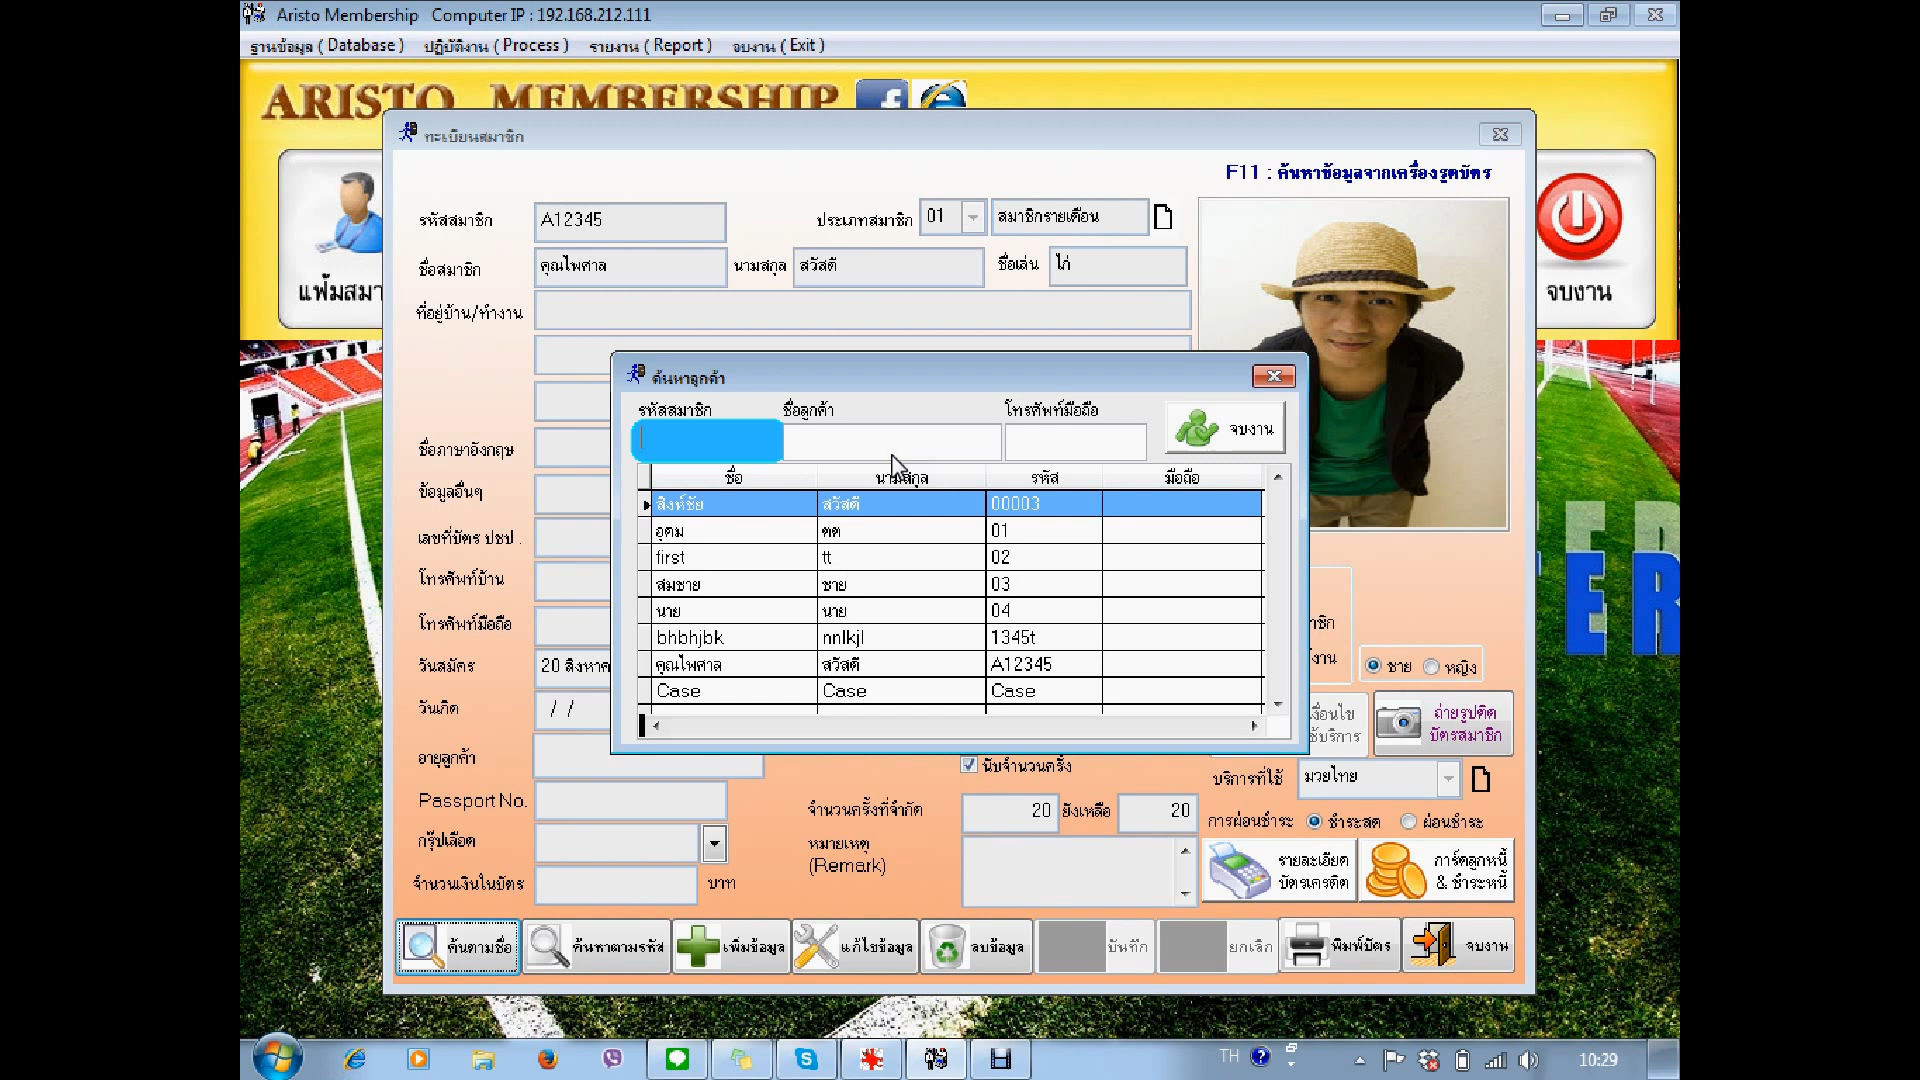 Aristo Membership Computer IP : 192.168.212.111
ฐานข้อมูล ( Database ) ปฏิบัติงาน ( Process ) รายงาน ( Report ) จบงาน ( Exit )
ARISTO MEMBERSHIP
ทะเบียนสมาชิก
F11 : ค้นหาข้อมูลจากเครื่องรูดบัตร
รหัสสมาชิก A12345 ประเภทสมาชิก 01 สมาชิกรายเดือน
ชื่อสมาชิก คุณไพศาล นามสกุล สวัสดี ชื่อเล่น ไก่
แฟ้มสมา
จบงาน
ที่อยู่บ้าน/ทำงาน
ค้นหาลูกค้า
รหัสสมาชิก ชื่อลูกค้า โทรศัพท์มือถือ
จบงาน
ชื่อ นามสกุล รหัส มือถือ
สิงห์ชัย สวัสดี 00003
อุดม ดด 01
first tt 02
สมชาย ชาย 03
นาย นาย 04
bhbhjbk nnlkjl 1345t
คุณไพศาล สวัสดี A12345
Case Case Case
ชื่อภาษาอังกฤษ
ข้อมูลอื่นๆ
เลขที่บัตร ปชป .
โทรศัพท์บ้าน
โทรศัพท์มือถือ
วันสมัคร 20 สิงหาค
วันเกิด / /
อายุลูกค้า
Passport No.
กรุ๊ปเลือด
จำนวนเงินในบัตร บาท
าชิก
งาน
ชาย หญิง
งื่อนไข
ช้บริการ
ถ่ายรูปติด
บัตรสมาชิก
นับจำนวนครั้ง
บริการที่ใช้ มวยไทย
จำนวนครั้งที่จำกัด 20 ยังเหลือ 20
การผ่อนชำระ ชำระสด ผ่อนชำระ
หมายเหตุ
(Remark)
รายละเอียด
บัตรเครดิต
การ์ดลูกหนี้
& ชำระหนี้
ค้นตามชื่อ ค้นหาตามรหัส เพิ่มข้อมูล แก้ไขข้อมูล ลบข้อมูล บันทึก ยกเลิก พิมพ์บัตร จบงาน
ER
TH 10:29